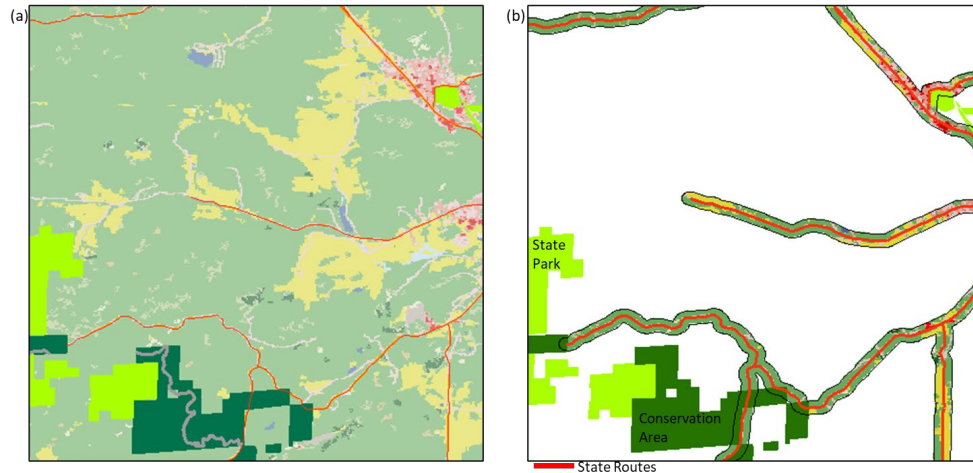 (a)
(b)
State
Park
Conservation
Area
State Routes